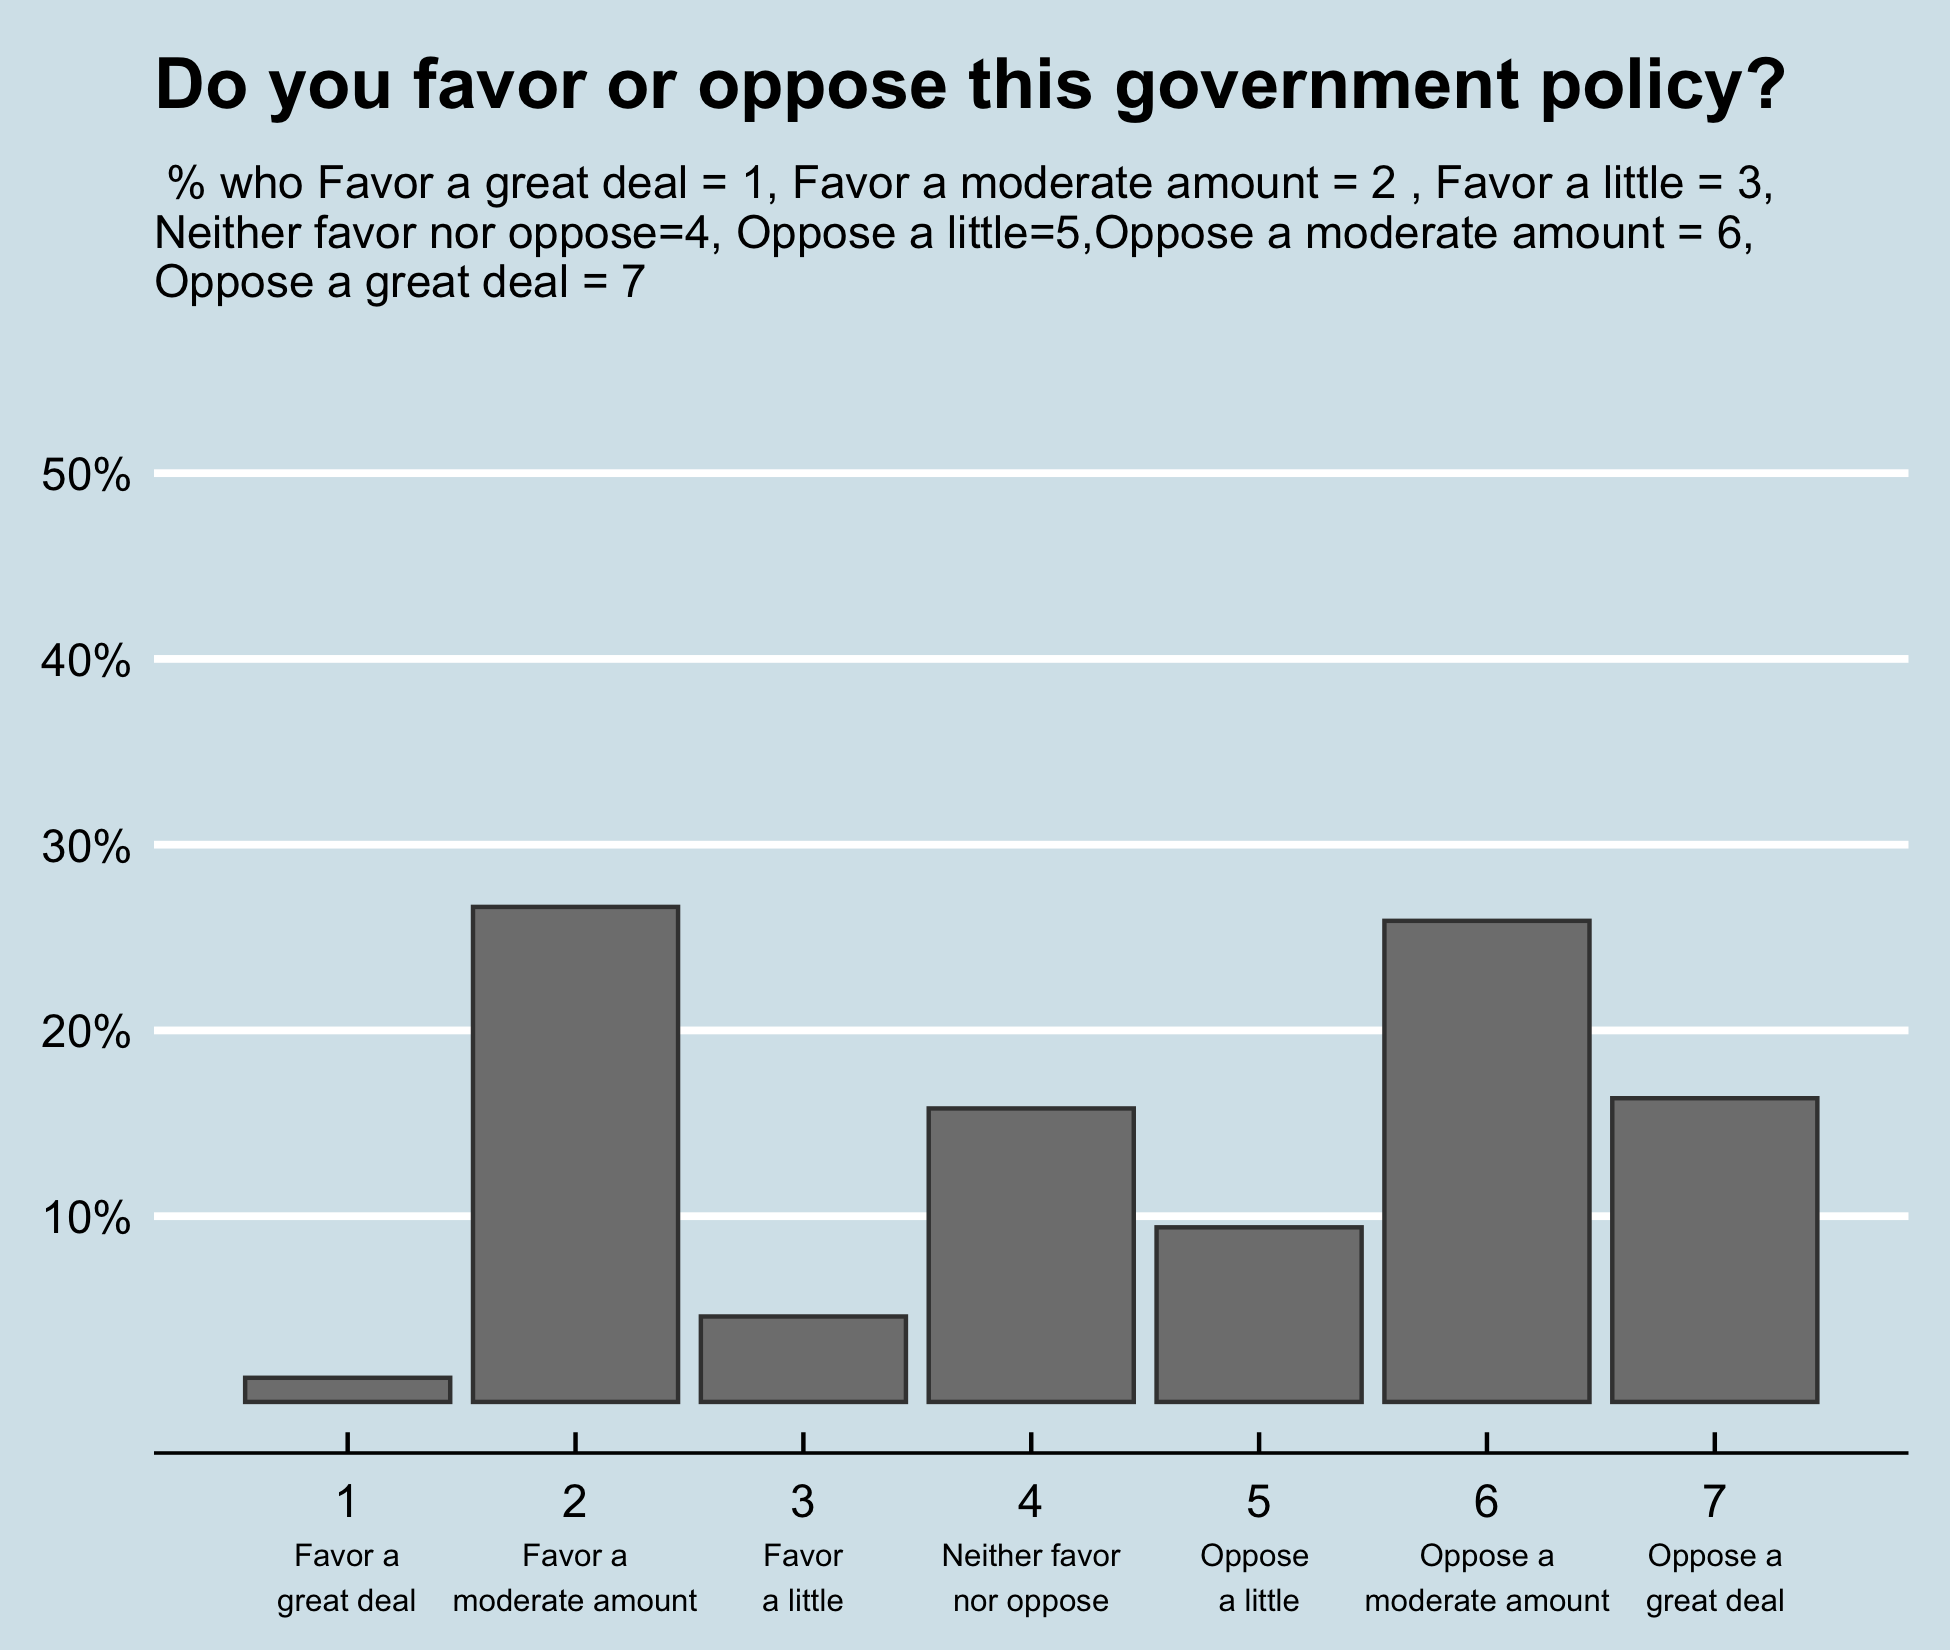 Do you favor or oppose this government policy?
% who Favor a great deal = 1, Favor a moderate amount = 2 , Favor a little = 3,
Neither favor nor oppose=4, Oppose a little=5,Oppose a moderate amount = 6,
Oppose a great deal = 7
50%
40%
30%
20%
10%
1 2 3 4 5 6 7
Favor a Favor a Favor Neither favor Oppose Oppose a Oppose a
great deal moderate amount a little nor oppose a little moderate amount great deal